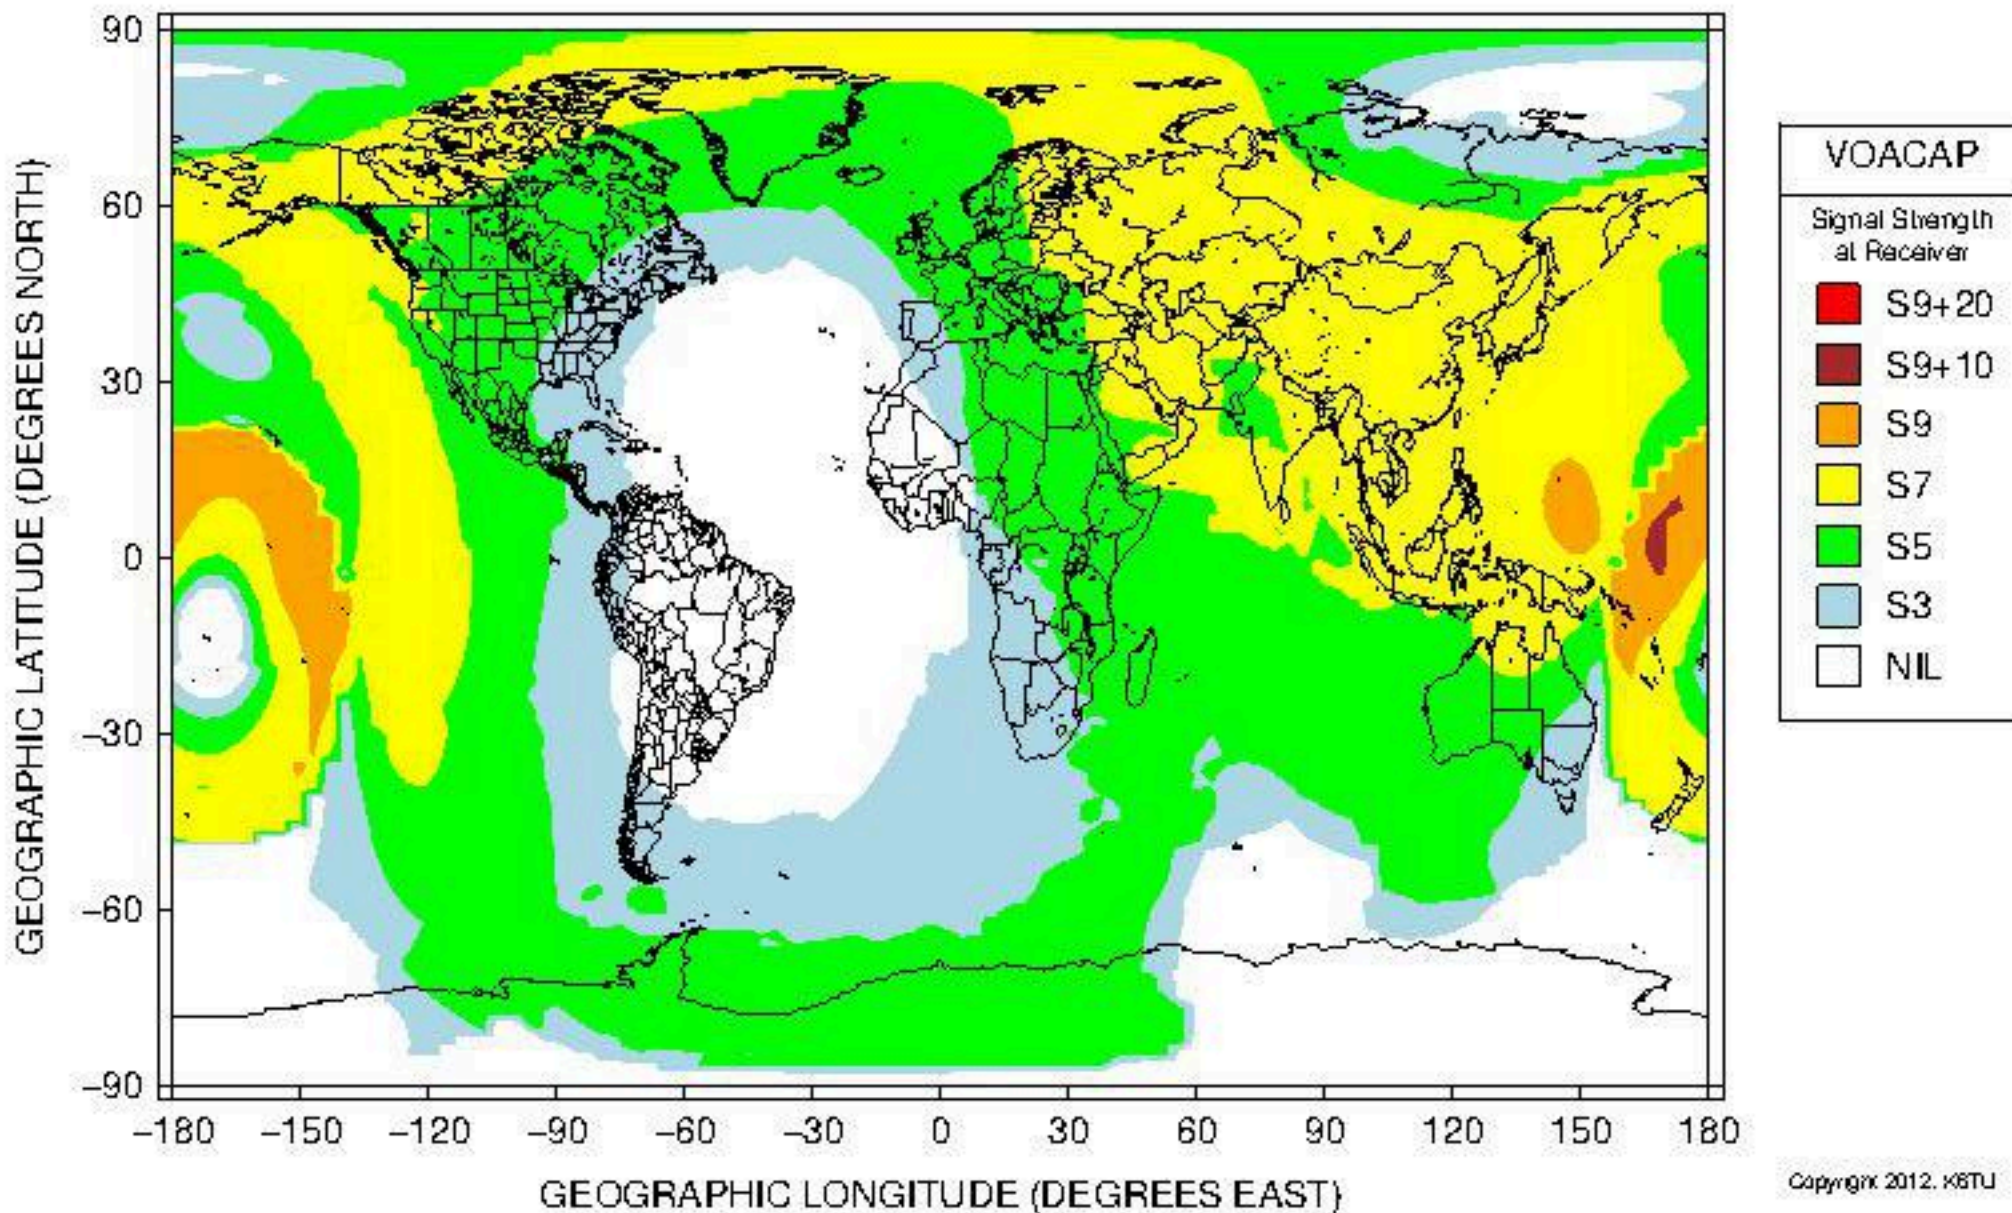 90
60
30
0
−30
−60
−90
GEOGRAPHIC LATITUDE (DEGREES NORTH)
−180 −150 −120 −90 −60 −30 0 30 60 90 120 150 180
GEOGRAPHIC LONGITUDE (DEGREES EAST)
VOACAP
Signal Strength
at Receiver
S9+20
S9+10
S9
S7
S5
S3
NIL
Copyright 2012, K6TU